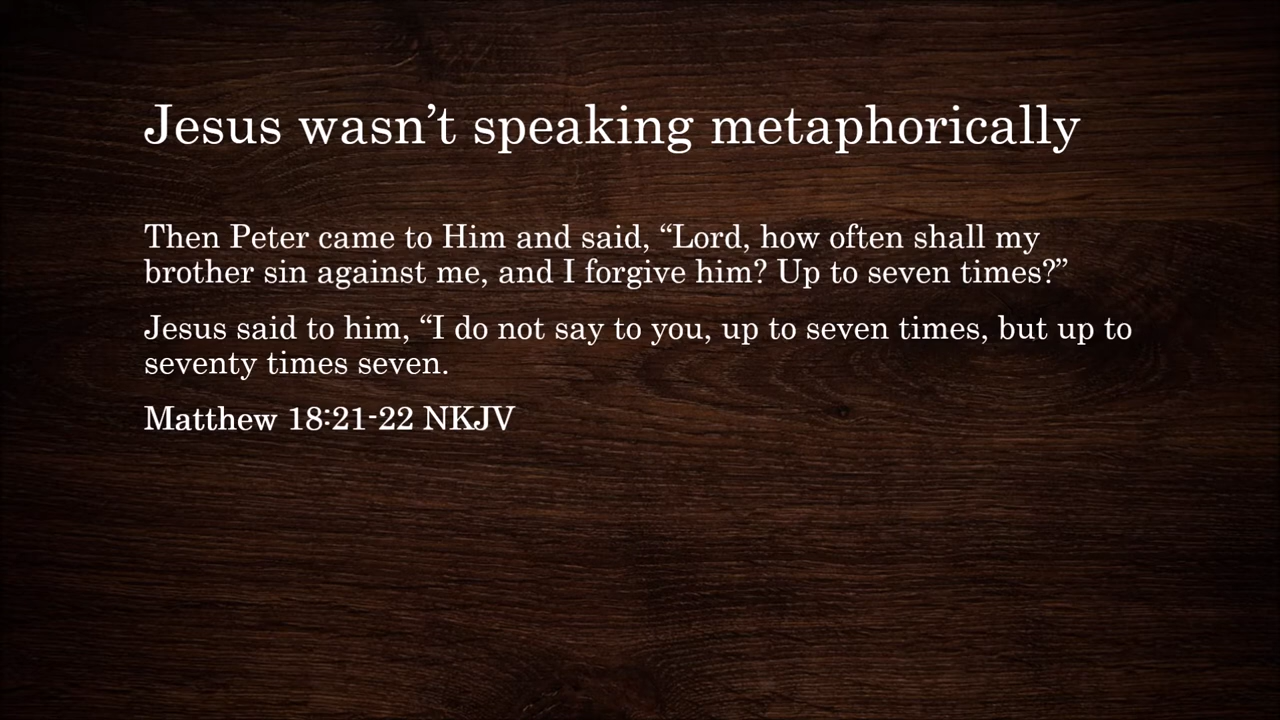 Jesus wasn’t speaking metaphorically
Then Peter came to Him and said, “Lord, how often shall my
brother sin against me, and I forgive him? Up to seven times?”
Jesus said to him, “I do not say to you, up to seven times, but up to
seventy times seven.
Matthew 18:21-22 NKJV